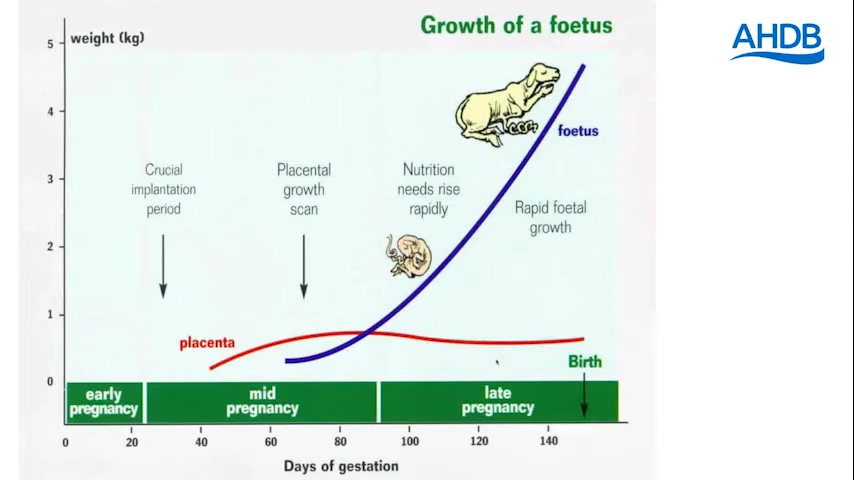 Growth of a foetus
AHDB
weight (kg)
5
4
3
2
1
0
Crucial
implantation
period
Placental
growth
scan
Nutrition
needs rise
rapidly
foetus
Rapid foetal
growth
placenta
Birth
early
pregnancy
mid
pregnancy
late
pregnancy
0 20 40 60 80 100 120 140
Days of gestation